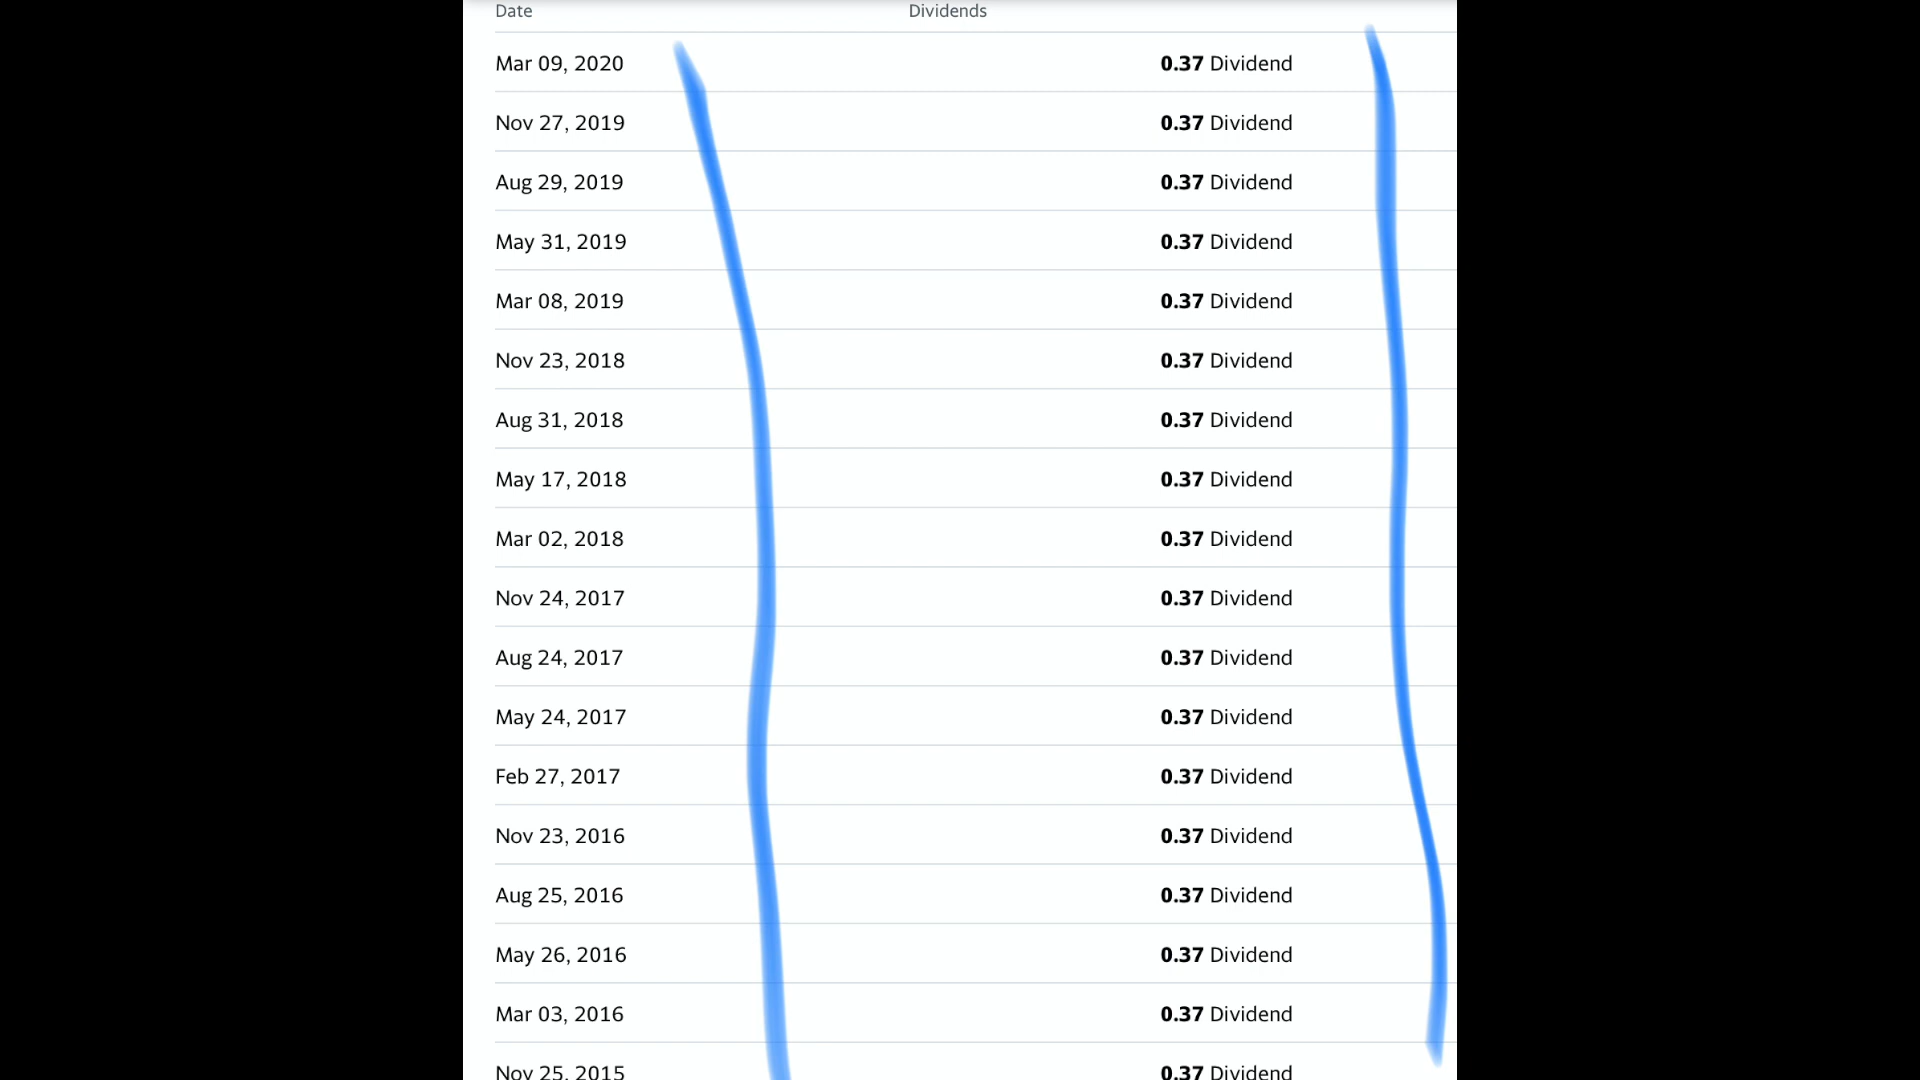 Date Dividends
Mar 09, 2020 0.37 Dividend
Nov 27, 2019 0.37 Dividend
Aug 29, 2019 0.37 Dividend
May 31, 2019 0.37 Dividend
Mar 08, 2019 0.37 Dividend
Nov 23, 2018 0.37 Dividend
Aug 31, 2018 0.37 Dividend
May 17, 2018 0.37 Dividend
Mar 02, 2018 0.37 Dividend
Nov 24, 2017 0.37 Dividend
Aug 24, 2017 0.37 Dividend
May 24, 2017 0.37 Dividend
Feb 27, 2017 0.37 Dividend
Nov 23, 2016 0.37 Dividend
Aug 25, 2016 0.37 Dividend
May 26, 2016 0.37 Dividend
Mar 03, 2016 0.37 Dividend
Nov 25, 2015 0.37 Dividend